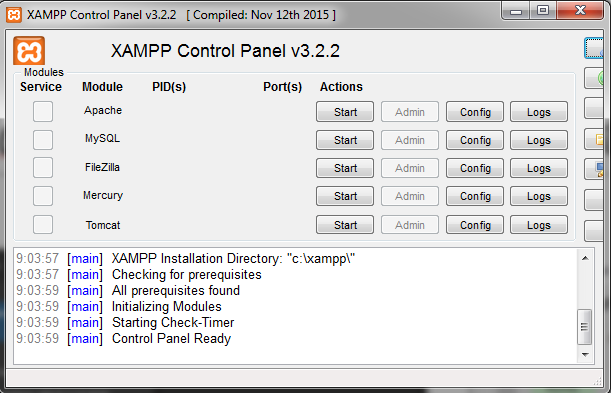 XAMPP Control Panel v3.2.2 [ Compiled: Nov 12th 2015 ]
XAMPP Control Panel v3.2.2
Modules
Service Module PID(s) Port(s) Actions
Apache Start Admin Config Logs
MySQL Start Admin Config Logs
FileZilla Start Admin Config Logs
Mercury Start Admin Config Logs
Tomcat Start Admin Config Logs
9:03:57 [main] XAMPP Installation Directory: "c:\xampp\"
9:03:57 [main] Checking for prerequisites
9:03:59 [main] All prerequisites found
9:03:59 [main] Initializing Modules
9:03:59 [main] Starting Check-Timer
9:03:59 [main] Control Panel Ready